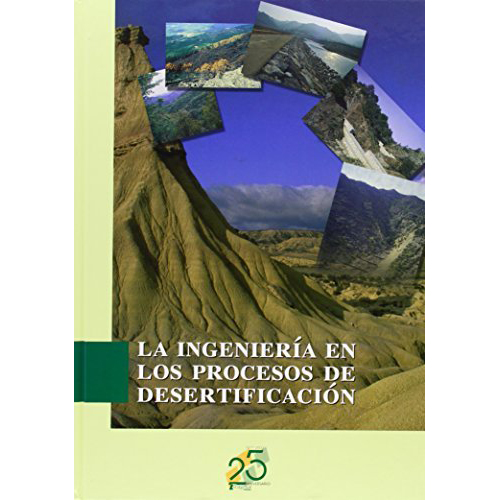 LA INGENIERÍA EN
LOS PROCESOS DE
DESERTIFICACIÓN
25